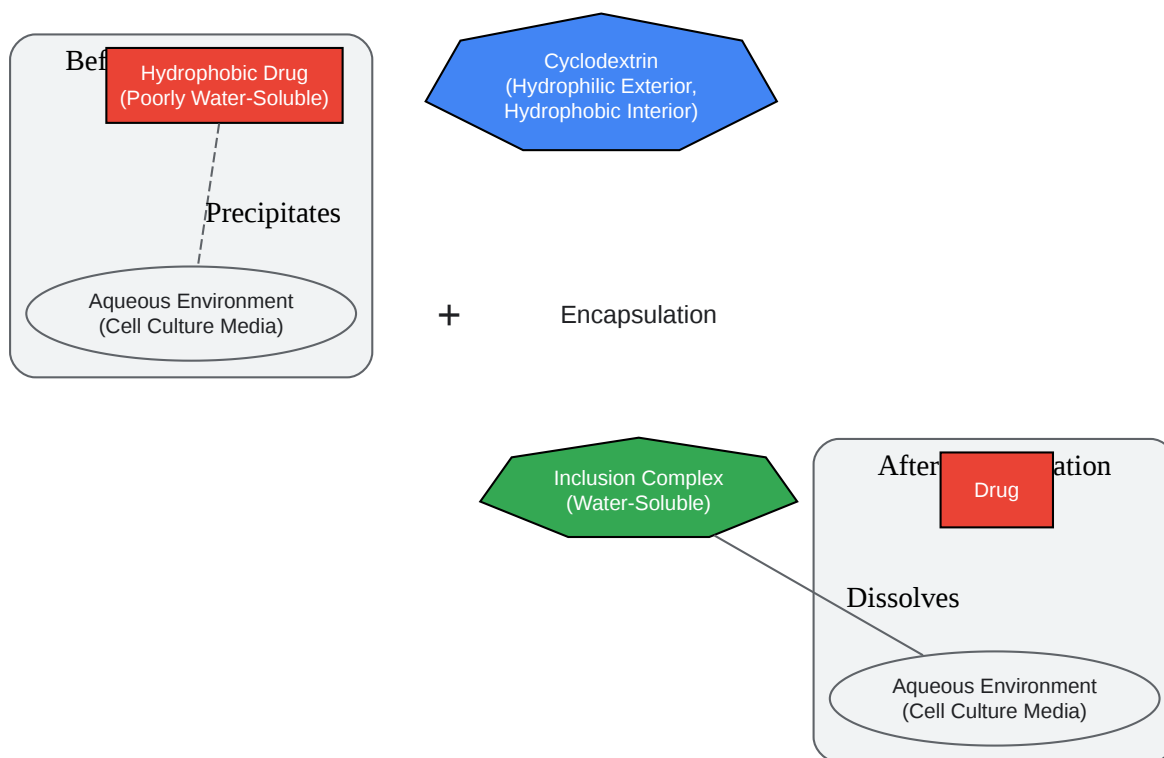 Bef
Hydrophobic Drug
(Poorly Water-Soluble)
Cyclodextrin
(Hydrophilic Exterior,
Hydrophobic Interior)
Precipitates
Aqueous Environment
(Cell Culture Media)
+
Encapsulation
Inclusion Complex
(Water-Soluble)
After ation
Drug
Dissolves
Aqueous Environment
(Cell Culture Media)